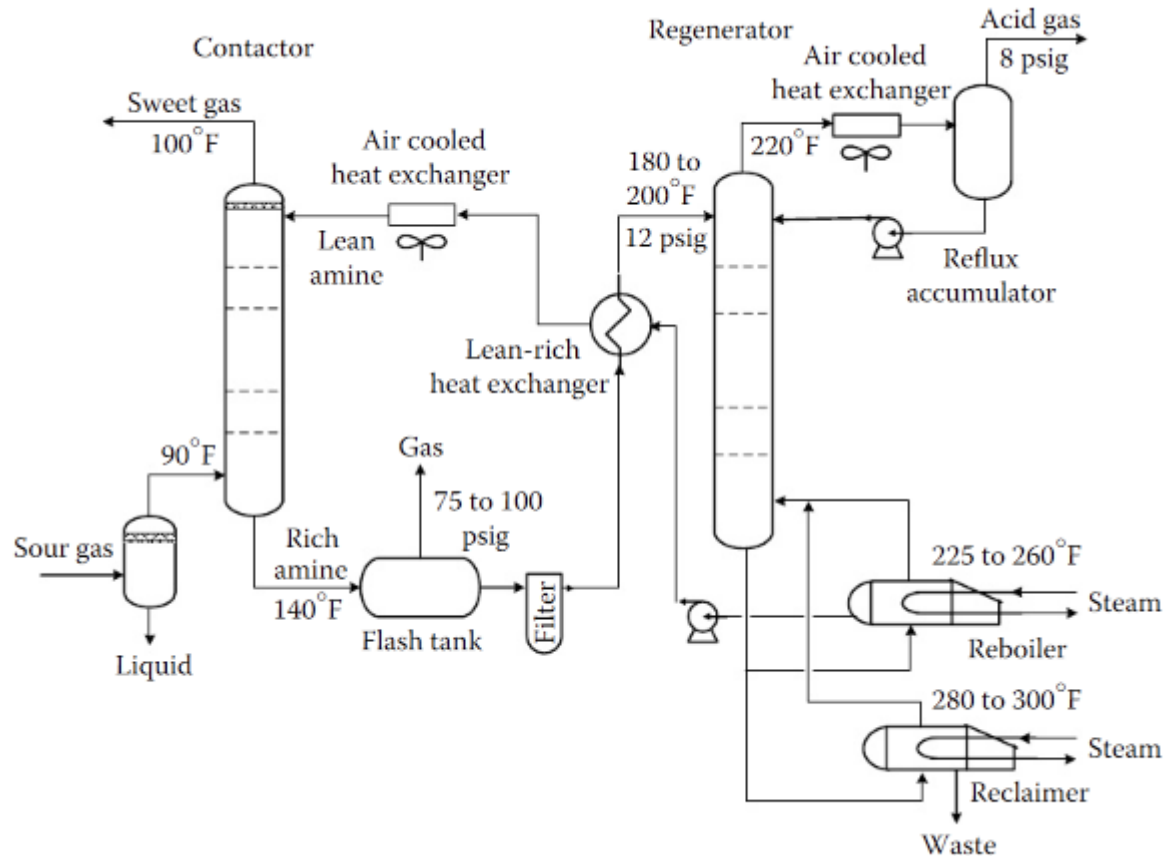 Contactor
Regenerator
Acid gas
8 psig
Air cooled
heat exchanger
Sweet gas
100°F
Air cooled
heat exchanger
220°F
180 to
200°F
12 psig
Lean
amine
Reflux
accumulator
Lean-rich
heat exchanger
Gas
90°F
75 to 100
psig
Sour gas
Rich
amine
140°F
Filter
Flash tank
Liquid
225 to 260°F
Steam
Reboiler
280 to 300°F
Steam
Reclaimer
Waste